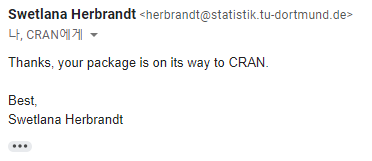 Swetlana Herbrandt <herbrandt@statistik.tu-dortmund.de>
나, CRAN에게
Thanks, your package is on its way to CRAN.
Best,
Swetlana Herbrandt